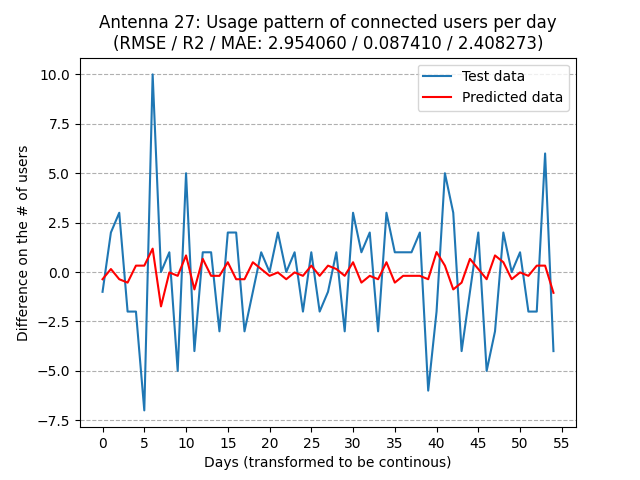 Antenna 27: Usage pattern of connected users per day
(RMSE / R2 / MAE: 2.954060 / 0.087410 / 2.408273)
Test data
Predicted data
Difference on the # of users
10.0
7.5
5.0
2.5
0.0
−2.5
−5.0
−7.5
0 5 10 15 20 25 30 35 40 45 50 55
Days (transformed to be continous)